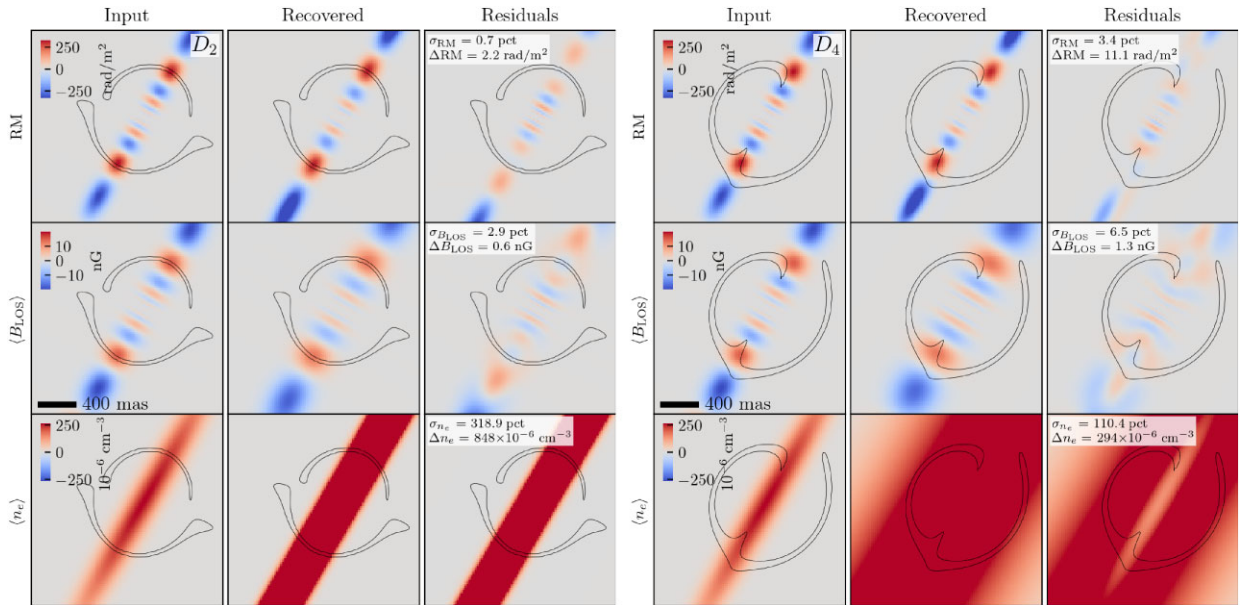 Input Recovered Residuals Input Recovered Residuals
RM
250
0
−250
rad/m²
D₂
σ_RM = 0.7 pct
ΔRM = 2.2 rad/m²
RM
250
0
−250
rad/m²
D₄
σ_RM = 3.4 pct
ΔRM = 11.1 rad/m²
⟨B_LOS⟩
10
−10
nG
400 mas
σ_B_LOS = 2.9 pct
ΔB_LOS = 0.6 nG
⟨B_LOS⟩
10
−10
nG
400 mas
σ_B_LOS = 6.5 pct
ΔB_LOS = 1.3 nG
⟨n_e⟩
250
0
−250
10⁻⁶ cm⁻³
σ_n_e = 318.9 pct
Δn_e = 848×10⁻⁶ cm⁻³
⟨n_e⟩
250
0
−250
10⁻⁶ cm⁻³
σ_n_e = 110.4 pct
Δn_e = 294×10⁻⁶ cm⁻³